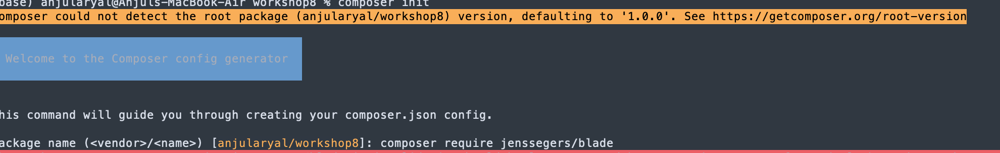 base) anjularyal@Anjuls-MacBook-Air workshop8 % composer init
omposer could not detect the root package (anjularyal/workshop8) version, defaulting to '1.0.0'. See https://getcomposer.org/root-version
Welcome to the Composer config generator
his command will guide you through creating your composer.json config.
ackage name (<vendor>/<name>) [anjularyal/workshop8]: composer require jenssegers/blade